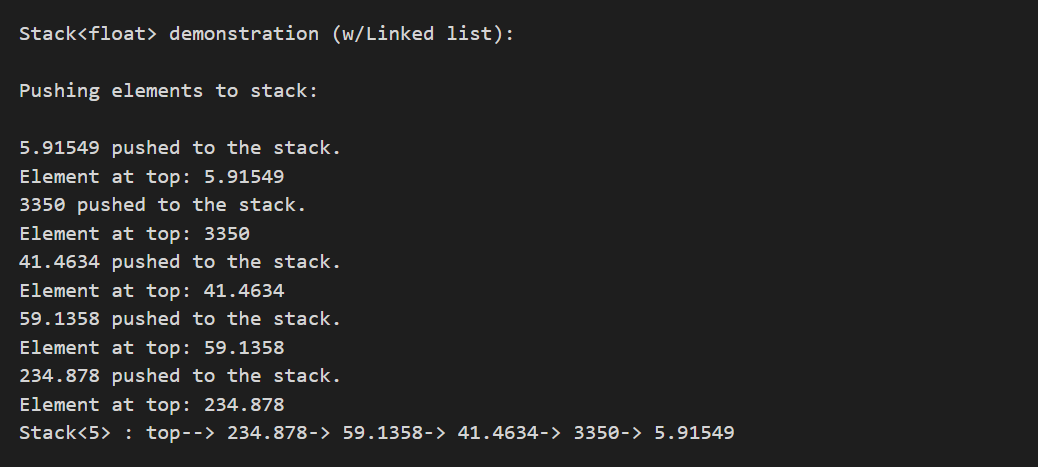 Stack<float> demonstration (w/Linked list):
Pushing elements to stack:
5.91549 pushed to the stack.
Element at top: 5.91549
3350 pushed to the stack.
Element at top: 3350
41.4634 pushed to the stack.
Element at top: 41.4634
59.1358 pushed to the stack.
Element at top: 59.1358
234.878 pushed to the stack.
Element at top: 234.878
Stack<5> : top--> 234.878-> 59.1358-> 41.4634-> 3350-> 5.91549